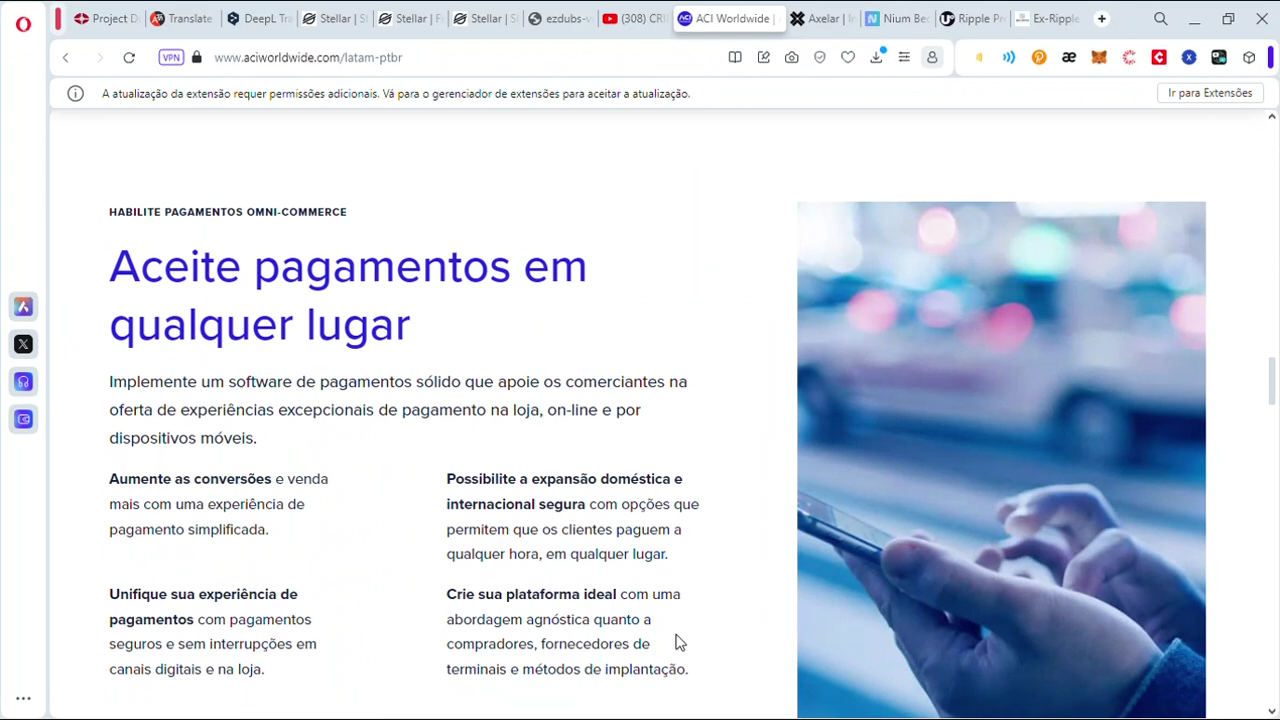 Project D
Translate
DeepL Tra
Stellar | Sl
Stellar | F
Stellar | S
ezdubs-v
(308) CRI
ACI Worldwide |
Axelar | I
Nium Be
Ripple Pr
Ex-Ripple
VPN
www.aciworldwide.com/latam-ptbr
A atualização da extensão requer permissões adicionais. Vá para o gerenciador de extensões para aceitar a atualização.
Ir para Extensões
HABILITE PAGAMENTOS OMNI-COMMERCE
Aceite pagamentos em
qualquer lugar
Implemente um software de pagamentos sólido que apoie os comerciantes na
oferta de experiências excepcionais de pagamento na loja, on-line e por
dispositivos móveis.
Aumente as conversões e venda
mais com uma experiência de
pagamento simplificada.
Possibilite a expansão doméstica e
internacional segura com opções que
permitem que os clientes paguem a
qualquer hora, em qualquer lugar.
Unifique sua experiência de
pagamentos com pagamentos
seguros e sem interrupções em
canais digitais e na loja.
Crie sua plataforma ideal com uma
abordagem agnóstica quanto a
compradores, fornecedores de
terminais e métodos de implantação.